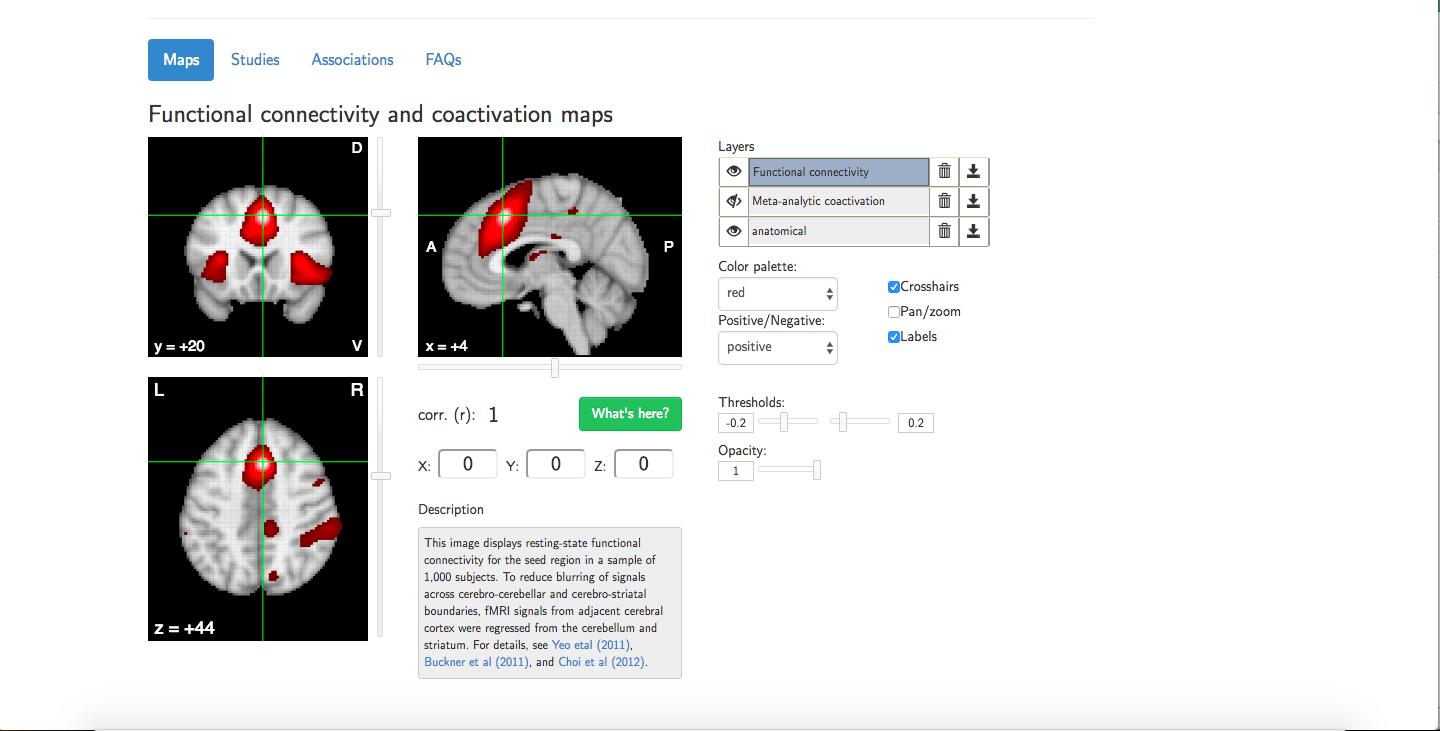 Maps Studies Associations FAQs
Functional connectivity and coactivation maps
D
y = +20 V
A P
x = +4
L R
z = +44
corr. (r): 1 What's here?
X: 0 Y: 0 Z: 0
Description
This image displays resting-state functional
connectivity for the seed region in a sample of
1,000 subjects. To reduce blurring of signals
across cerebro-cerebellar and cerebro-striatal
boundaries, fMRI signals from adjacent cerebral
cortex were regressed from the cerebellum and
striatum. For details, see Yeo etal (2011),
Buckner et al (2011), and Choi et al (2012).
Layers
Functional connectivity
Meta-analytic coactivation
anatomical
Color palette:
red
Positive/Negative:
positive
Crosshairs
Pan/zoom
Labels
Thresholds:
-0.2 0.2
Opacity:
1